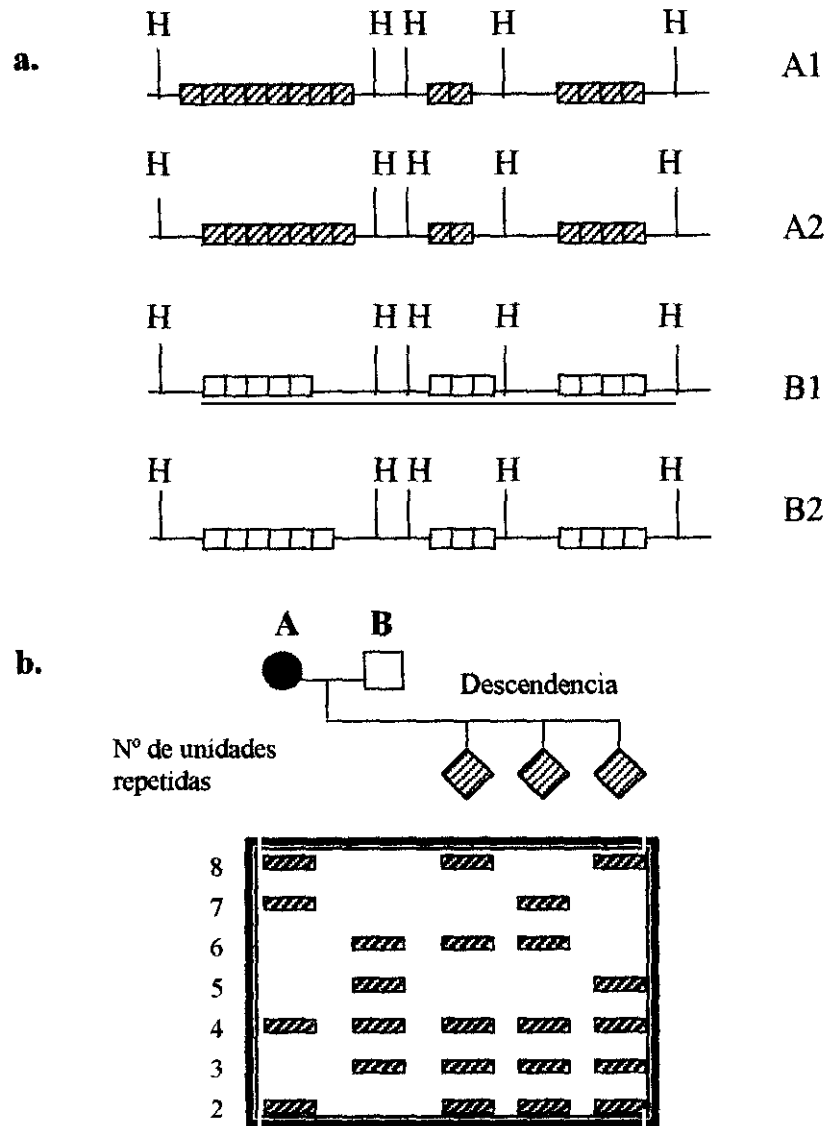 H H H H H
a. A1
H H H H H
A2
H H H H H
B1
H H H H H
B2
A B
b. Descendencia
Nº de unidades
repetidas
8
7
6
5
4
3
2